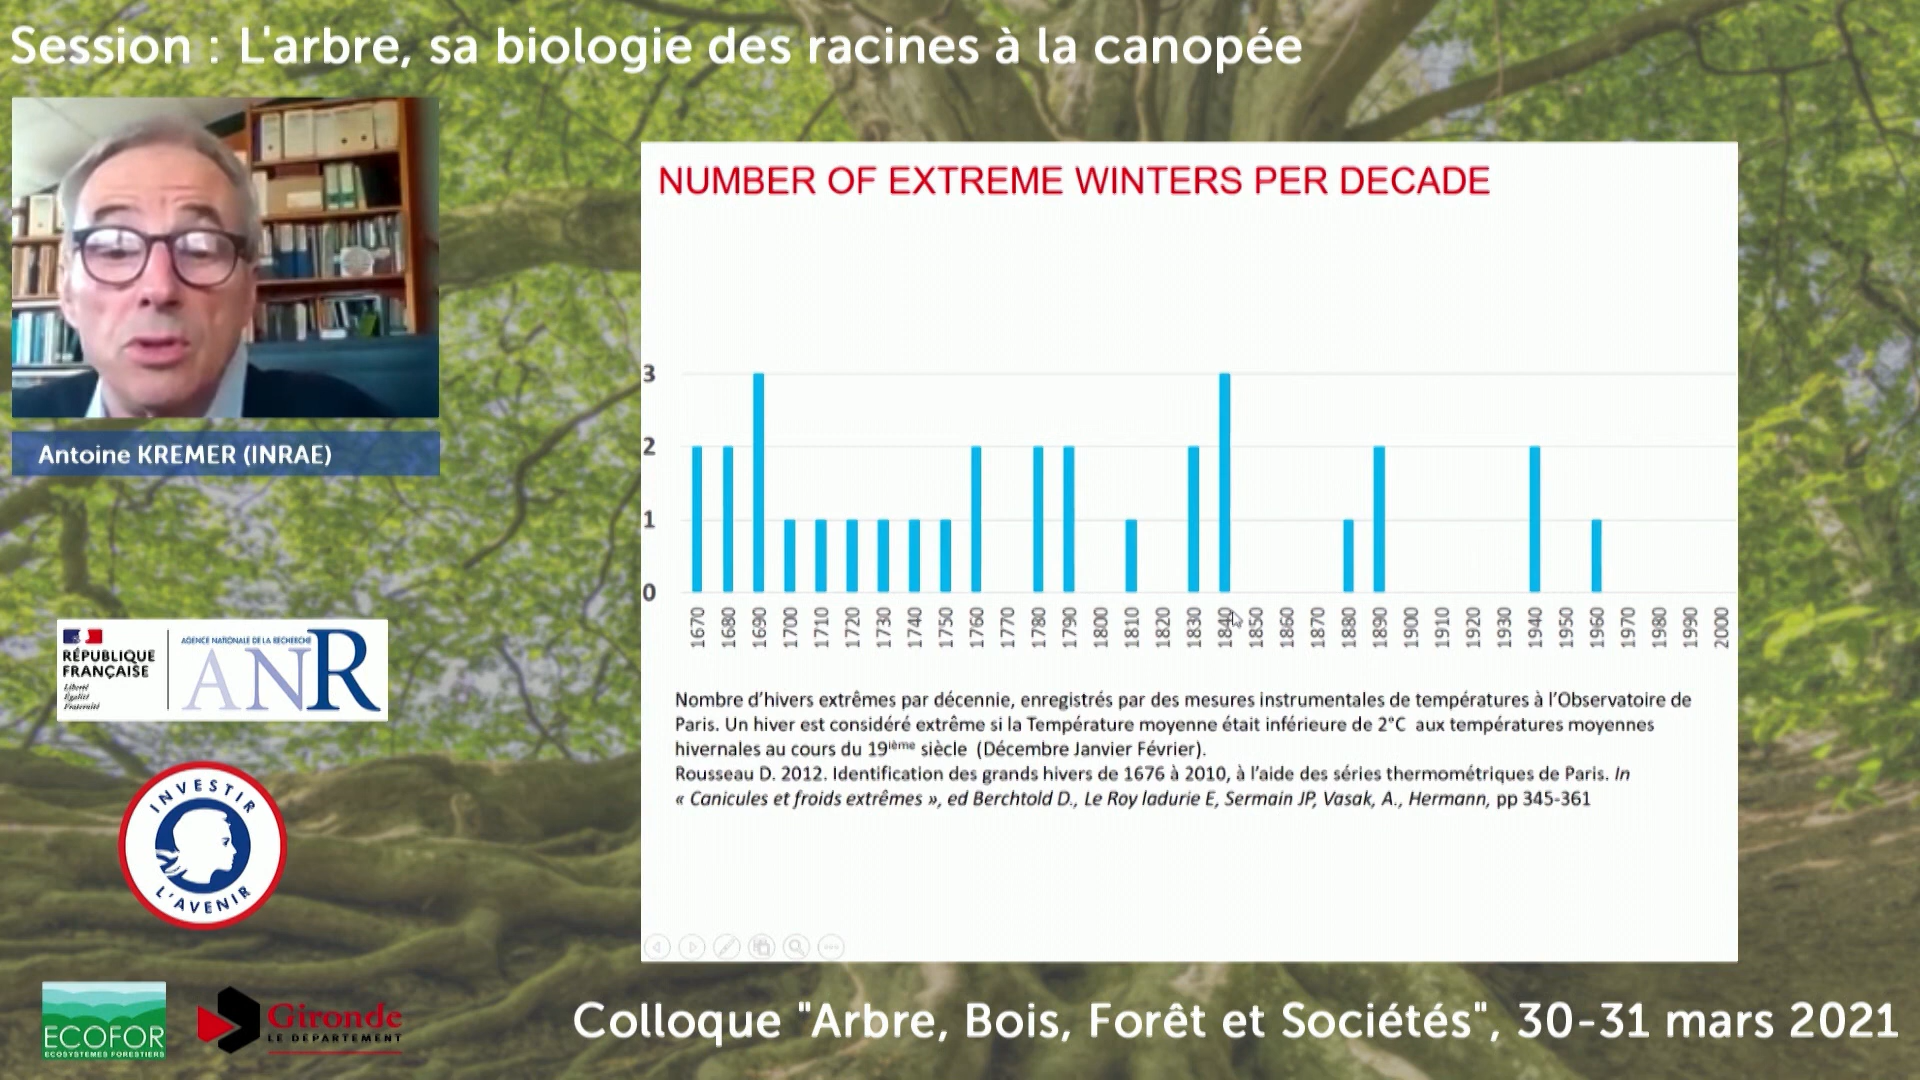 Session : L'arbre, sa biologie des racines à la canopée
Antoine KREMER (INRAE)
NUMBER OF EXTREME WINTERS PER DECADE
3
2
1
0
1670 1680 1690 1700 1710 1720 1730 1740 1750 1760 1770 1780 1790 1800 1810 1820 1830 1840 1850 1860 1870 1880 1890 1900 1910 1920 1930 1940 1950 1960 1970 1980 1990 2000
Nombre d'hivers extrêmes par décennie, enregistrés par des mesures instrumentales de températures à l'Observatoire de
Paris. Un hiver est considéré extrême si la Température moyenne était inférieure de 2°C aux températures moyennes
hivernales au cours du 19ième siècle (Décembre Janvier Février).
Rousseau D. 2012. Identification des grands hivers de 1676 à 2010, à l'aide des séries thermométriques de Paris. In
« Canicules et froids extrêmes », ed Berchtold D., Le Roy ladurie E, Sermain JP, Vasak, A., Hermann, pp 345-361
RÉPUBLIQUE
FRANÇAISE
Liberté
Égalité
Fraternité
AGENCE NATIONALE DE LA RECHERCHE
ANR
INVESTIR
L'AVENIR
ECOFOR
ECOSYSTEMES FORESTIERS
Gironde
LE DEPARTEMENT
Colloque "Arbre, Bois, Forêt et Sociétés", 30-31 mars 2021